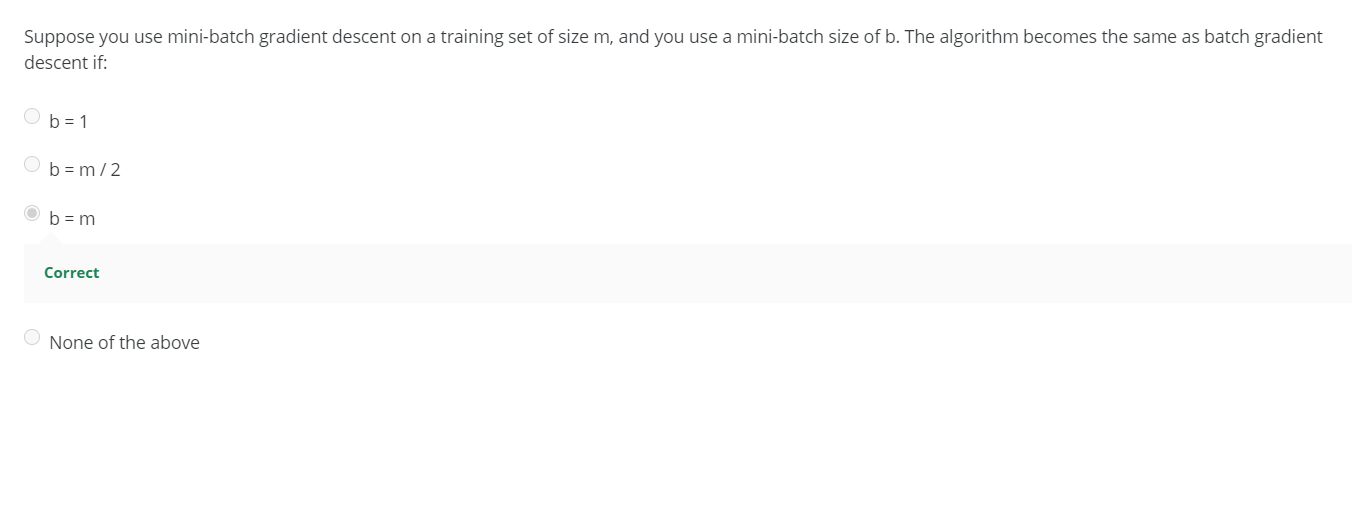 Suppose you use mini-batch gradient descent on a training set of size m, and you use a mini-batch size of b. The algorithm becomes the same as batch gradient
descent if:
b = 1
b = m / 2
b = m
Correct
None of the above